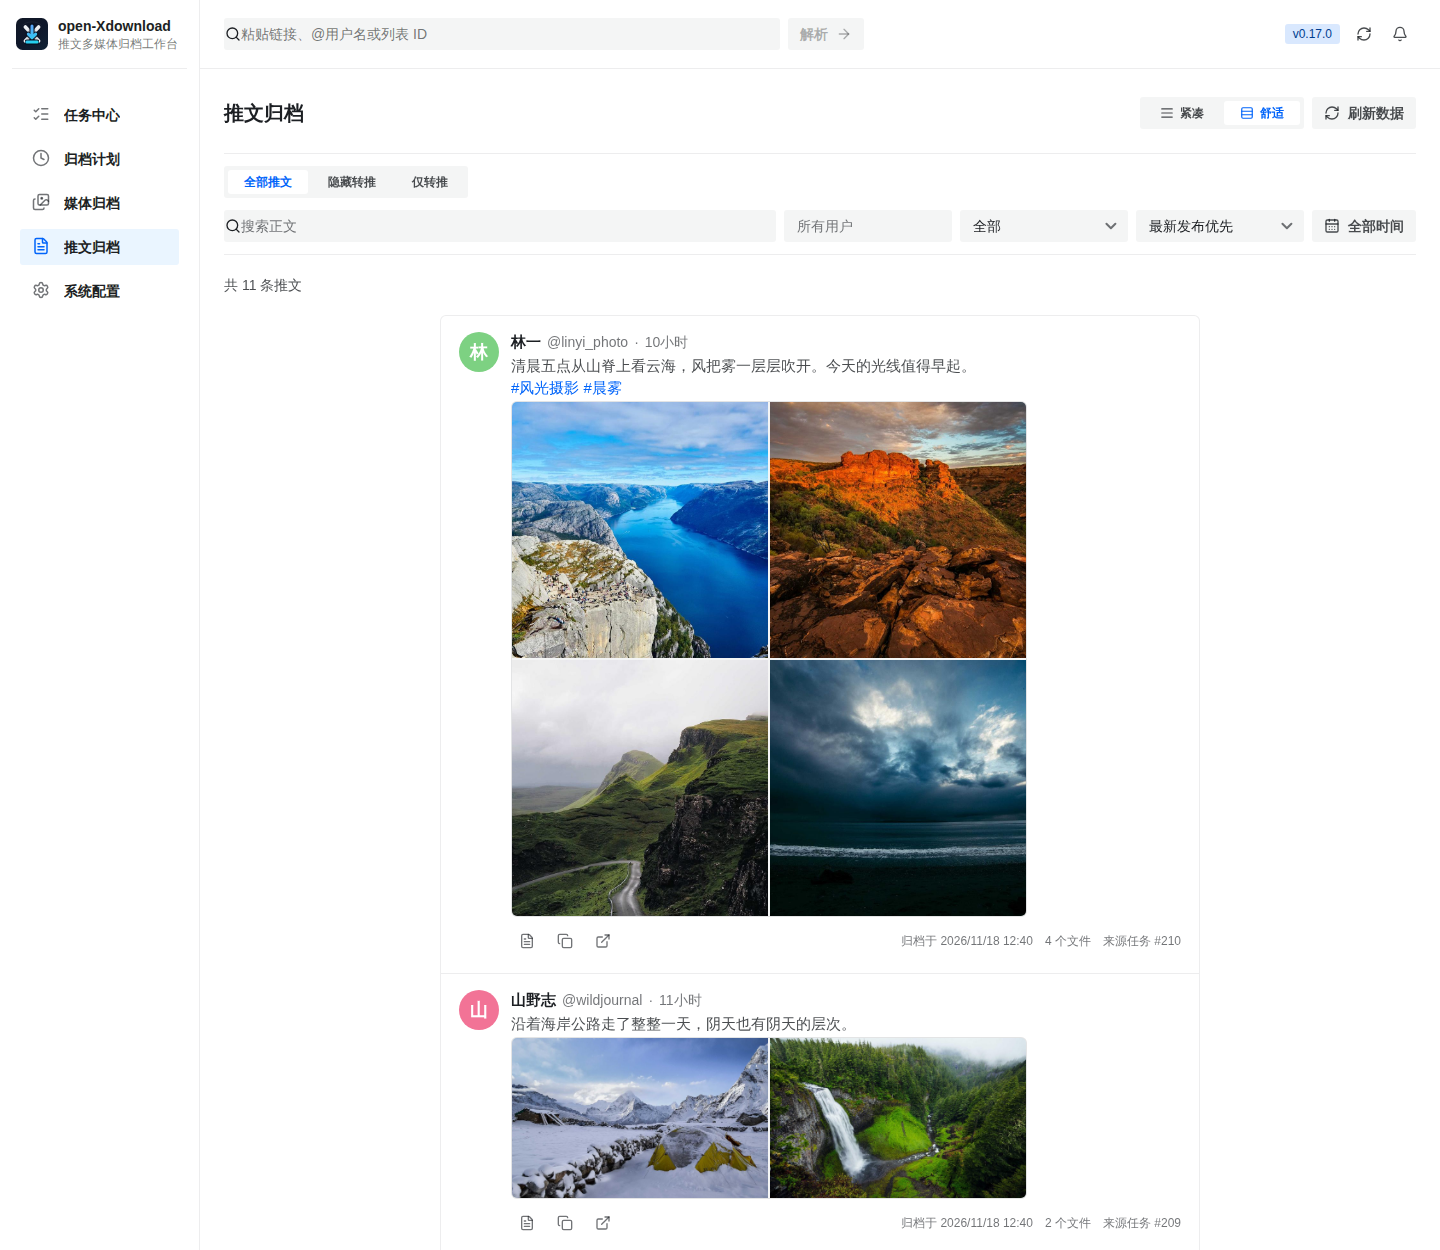 open-Xdownload
推文多媒体归档工作台
粘贴链接、@用户名或列表 ID
解析
v0.17.0
任务中心
归档计划
媒体归档
推文归档
系统配置
推文归档
紧凑
舒适
刷新数据
全部推文
隐藏转推
仅转推
搜索正文
所有用户
全部
最新发布优先
全部时间
共 11 条推文
林
林一 @linyi_photo · 10小时
清晨五点从山脊上看云海，风把雾一层层吹开。今天的光线值得早起。
#风光摄影 #晨雾
归档于 2026/11/18 12:40 4 个文件 来源任务 #210
山
山野志 @wildjournal · 11小时
沿着海岸公路走了整整一天，阴天也有阴天的层次。
归档于 2026/11/18 12:40 2 个文件 来源任务 #209